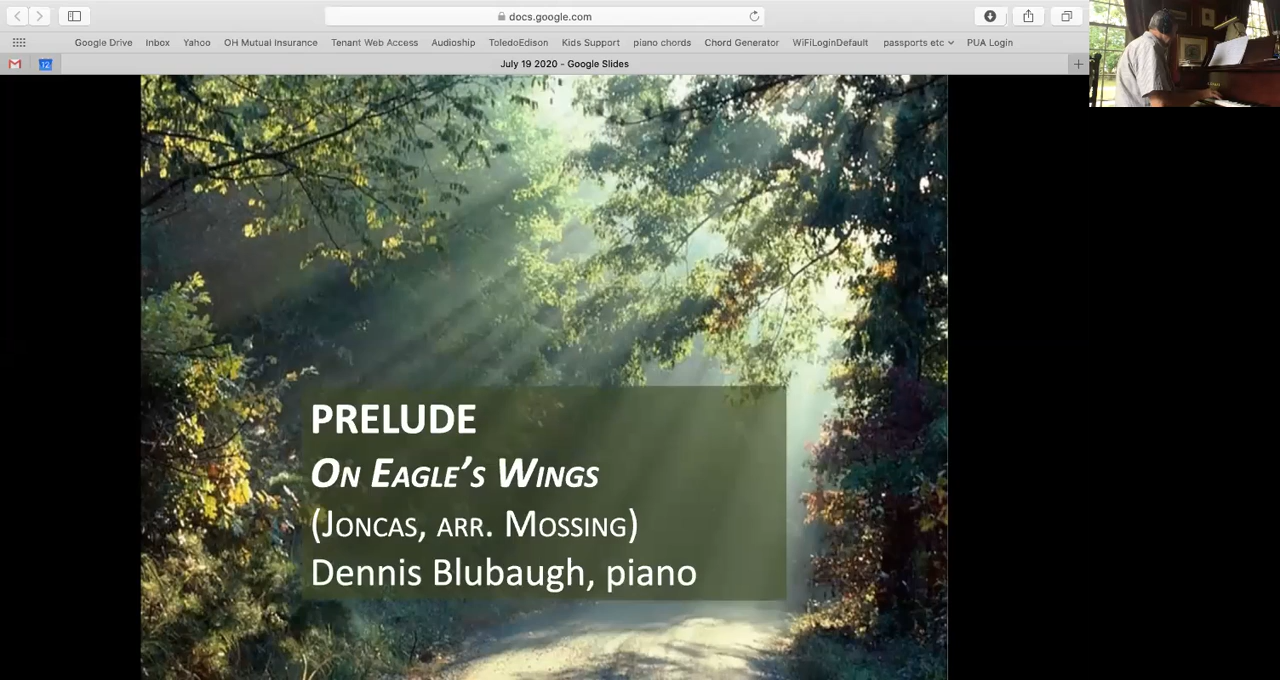 docs.google.com
Google Drive Inbox Yahoo OH Mutual Insurance Tenant Web Access Audioship ToledoEdison Kids Support piano chords Chord Generator WiFiLoginDefault passports etc PUA Login
12 July 19 2020 - Google Slides
PRELUDE
ON EAGLE’S WINGS
(JONCAS, ARR. MOSSING)
Dennis Blubaugh, piano